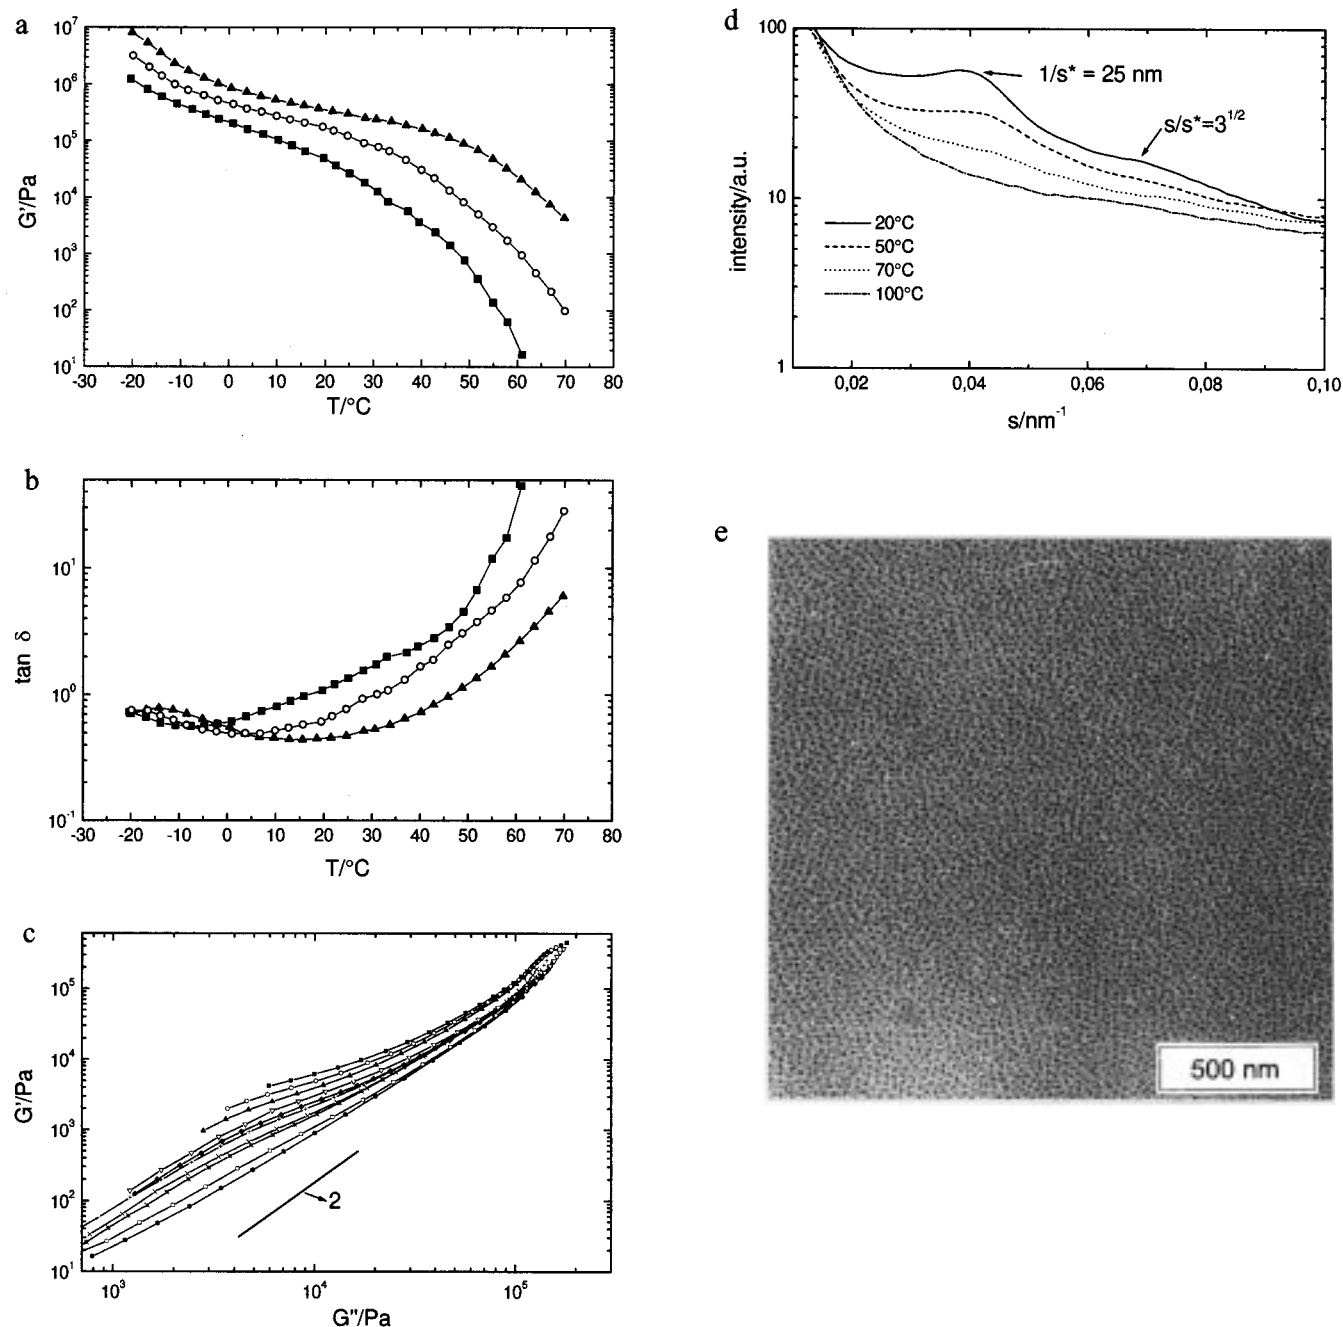 a
10⁷
10⁶
10⁵
10⁴
10³
10²
10¹
G'/Pa
-30 -20 -10 0 10 20 30 40 50 60 70 80
T/°C
b
10¹
10⁰
10⁻¹
tan δ
-30 -20 -10 0 10 20 30 40 50 60 70 80
T/°C
c
10⁵
10⁴
10³
10²
10¹
G'/Pa
2
10³ 10⁴ 10⁵
G''/Pa
d
100
10
1
intensity/a.u.
1/s* = 25 nm
s/s*=3^1/2
20°C
50°C
70°C
100°C
0,02 0,04 0,06 0,08 0,10
s/nm⁻¹
e
500 nm